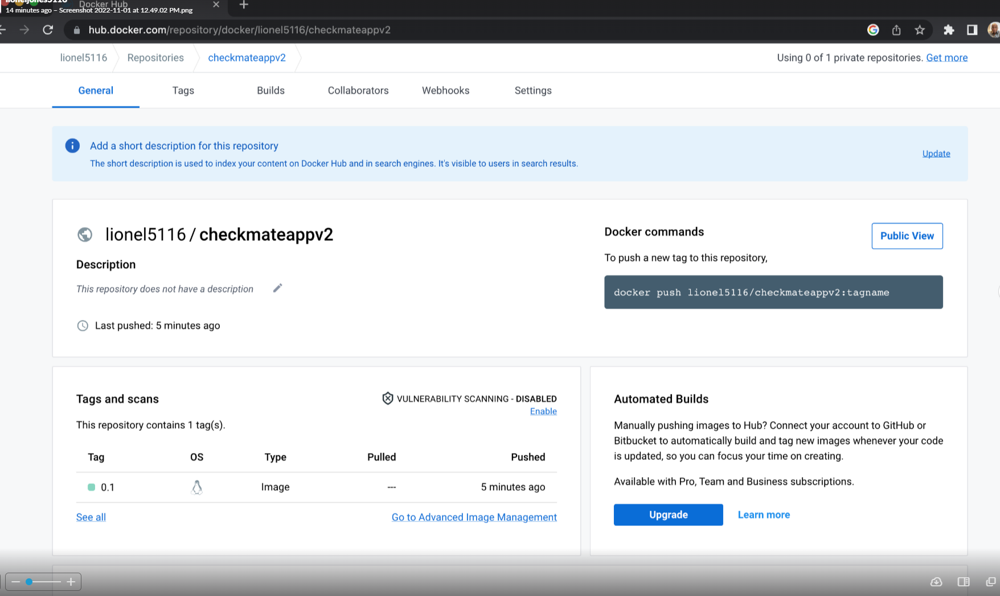 lioneljones5116
14 minutes ago – Screenshot 2022-11-01 at 12.49.02 PM.png
Docker Hub
hub.docker.com/repository/docker/lionel5116/checkmateappv2
lionel5116 Repositories checkmateappv2
Using 0 of 1 private repositories. Get more
General Tags Builds Collaborators Webhooks Settings
Add a short description for this repository
The short description is used to index your content on Docker Hub and in search engines. It's visible to users in search results.
Update
lionel5116 / checkmateappv2
Description
This repository does not have a description
Last pushed: 5 minutes ago
Docker commands
Public View
To push a new tag to this repository,
docker push lionel5116/checkmateappv2:tagname
Tags and scans
VULNERABILITY SCANNING - DISABLED
Enable
This repository contains 1 tag(s).
Tag OS Type Pulled Pushed
0.1 Image --- 5 minutes ago
See all
Go to Advanced Image Management
Automated Builds
Manually pushing images to Hub? Connect your account to GitHub or
Bitbucket to automatically build and tag new images whenever your code
is updated, so you can focus your time on creating.
Available with Pro, Team and Business subscriptions.
Upgrade Learn more